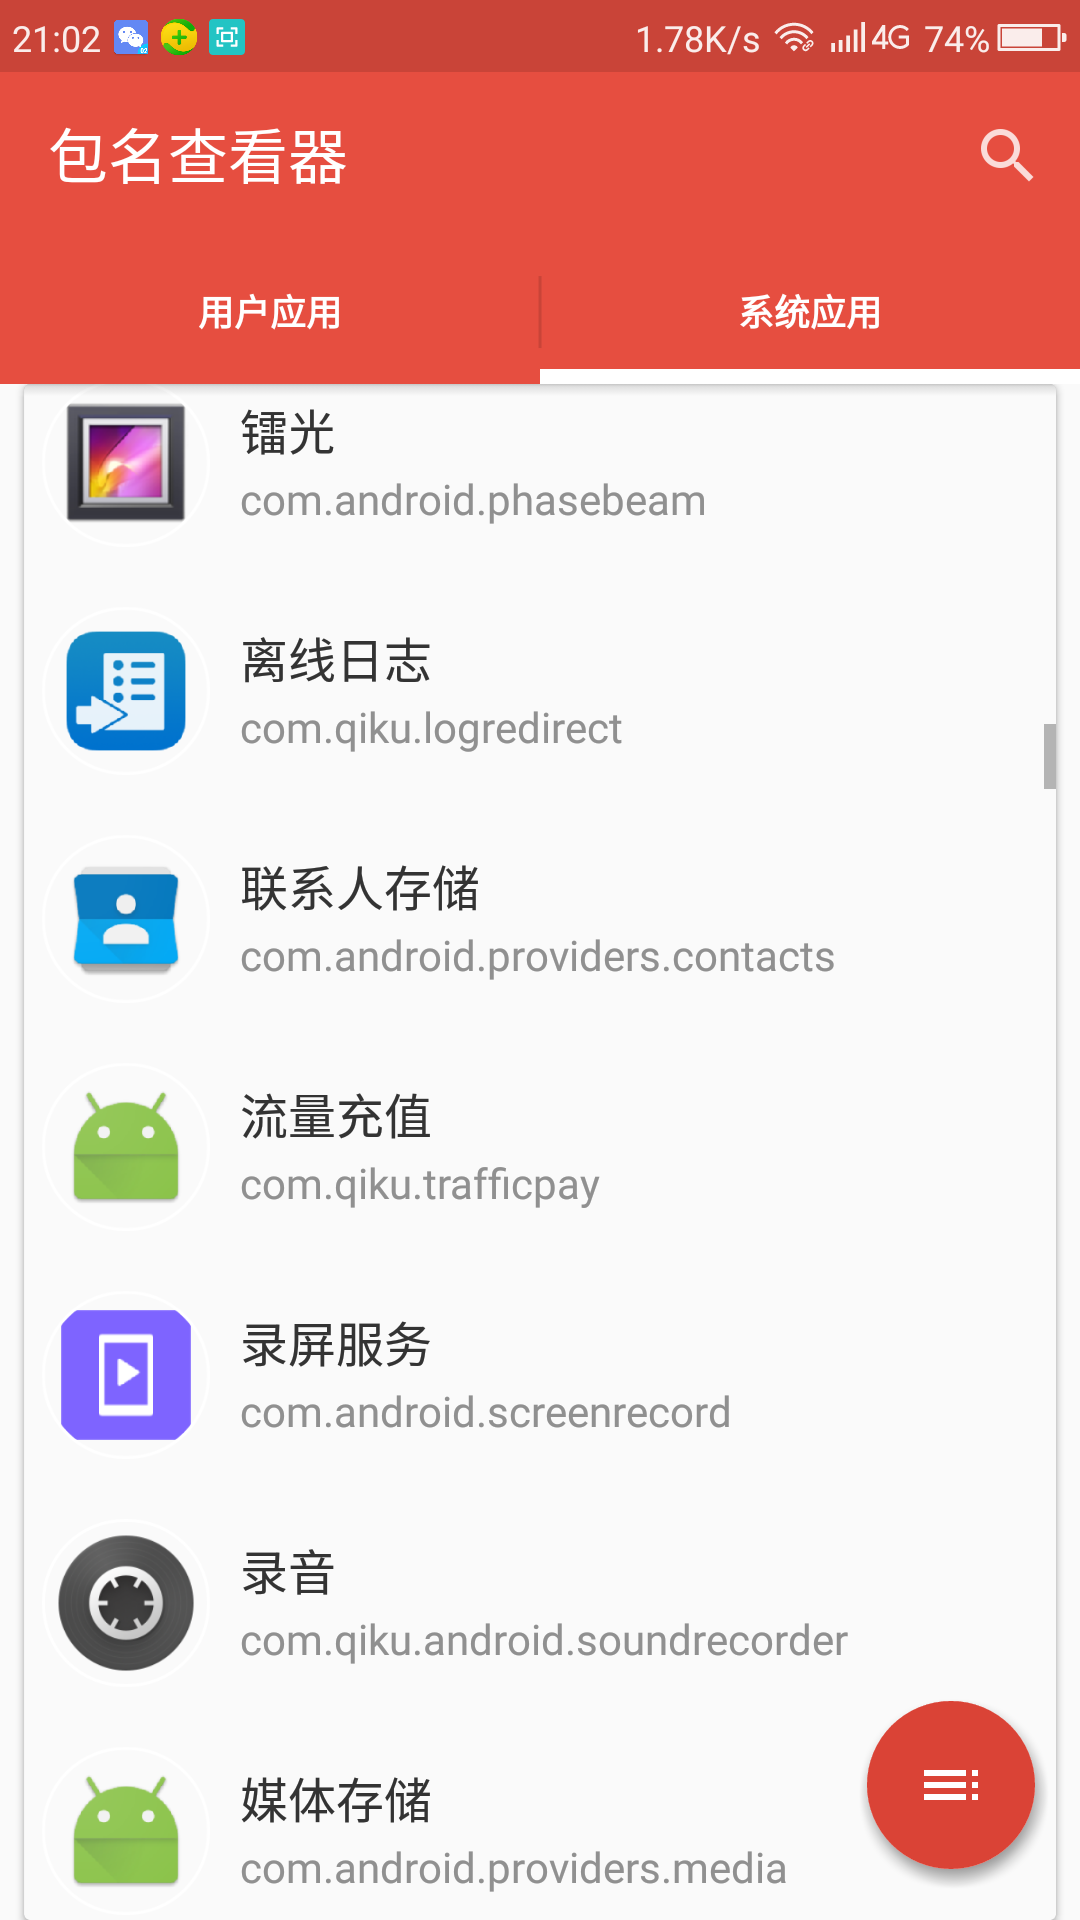 21:02 1.78K/s 4G 74%
包名查看器
用户应用 系统应用
镭光
com.android.phasebeam
离线日志
com.qiku.logredirect
联系人存储
com.android.providers.contacts
流量充值
com.qiku.trafficpay
录屏服务
com.android.screenrecord
录音
com.qiku.android.soundrecorder
媒体存储
com.android.providers.media